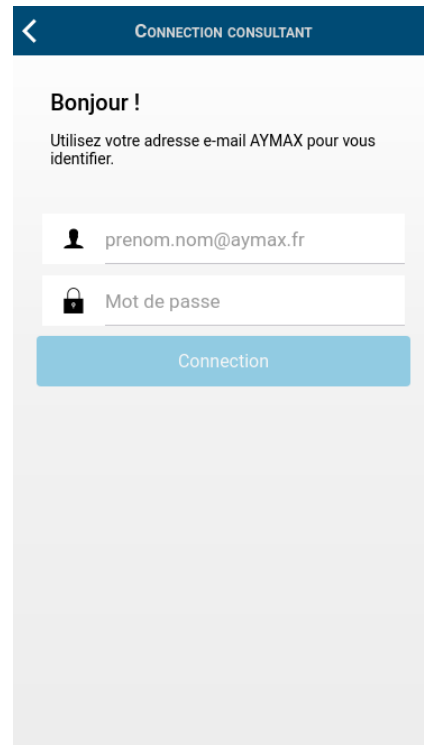 Connection consultant
Bonjour !
Utilisez votre adresse e-mail AYMAX pour vous
identifier.
prenom.nom@aymax.fr
Mot de passe
Connection